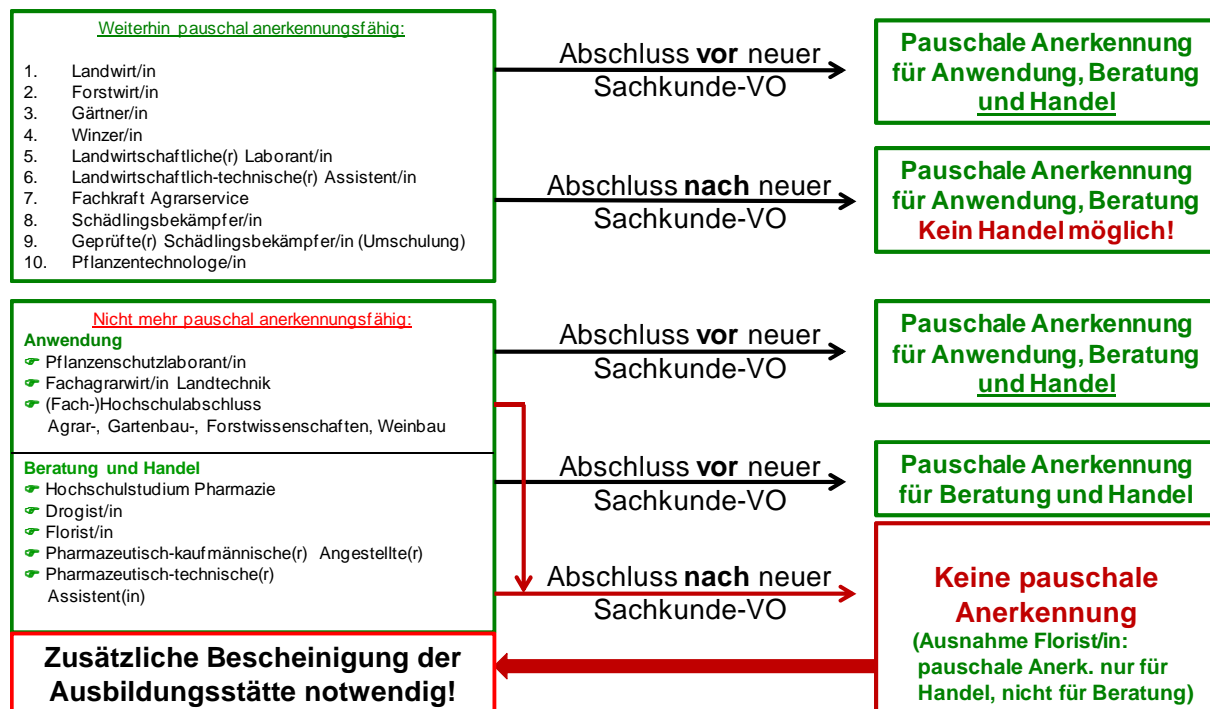 Weiterhin pauschal anerkennungsfähig:
1. Landwirt/in
2. Forstwirt/in
3. Gärtner/in
4. Winzer/in
5. Landwirtschaftliche(r) Laborant/in
6. Landwirtschaftlich-technische(r) Assistent/in
7. Fachkraft Agrarservice
8. Schädlingsbekämpfer/in
9. Geprüfte(r) Schädlingsbekämpfer/in (Umschulung)
10. Pflanzentechnologe/in
Abschluss vor neuer
Sachkunde-VO
Pauschale Anerkennung
für Anwendung, Beratung
und Handel
Abschluss nach neuer
Sachkunde-VO
Pauschale Anerkennung
für Anwendung, Beratung
Kein Handel möglich!
Nicht mehr pauschal anerkennungsfähig:
Anwendung
☞ Pflanzenschutzlaborant/in
☞ Fachagrarwirt/in Landtechnik
☞ (Fach-)Hochschulabschluss
Agrar-, Gartenbau-, Forstwissenschaften, Weinbau
Abschluss vor neuer
Sachkunde-VO
Pauschale Anerkennung
für Anwendung, Beratung
und Handel
Beratung und Handel
☞ Hochschulstudium Pharmazie
☞ Drogist/in
☞ Florist/in
☞ Pharmazeutisch-kaufmännische(r) Angestellte(r)
☞ Pharmazeutisch-technische(r)
Assistent(in)
Abschluss vor neuer
Sachkunde-VO
Pauschale Anerkennung
für Beratung und Handel
Abschluss nach neuer
Sachkunde-VO
Keine pauschale
Anerkennung
(Ausnahme Florist/in:
pauschale Anerk. nur für
Handel, nicht für Beratung)
Zusätzliche Bescheinigung der
Ausbildungsstätte notwendig!